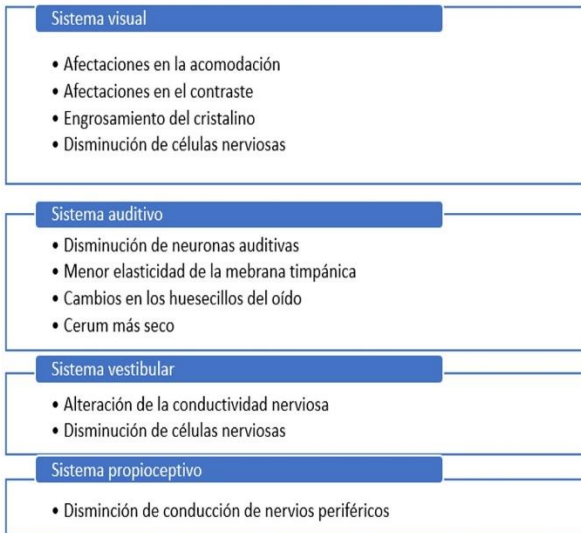 Sistema visual
• Afectaciones en la acomodación
• Afectaciones en el contraste
• Engrosamiento del cristalino
• Disminución de células nerviosas
Sistema auditivo
• Disminución de neuronas auditivas
• Menor elasticidad de la mebrana timpánica
• Cambios en los huesecillos del oído
• Cerum más seco
Sistema vestibular
• Alteración de la conductividad nerviosa
• Disminución de células nerviosas
Sistema propioceptivo
• Disminción de conducción de nervios periféricos